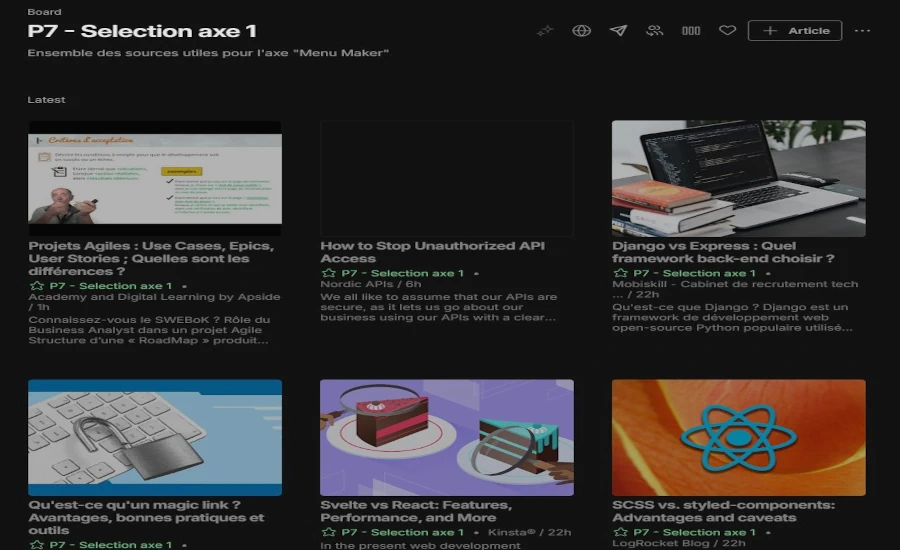 Board
P7 - Selection axe 1
Article
Ensemble des sources utiles pour l'axe "Menu Maker"
Latest
Critères d'acceptation
Projets Agiles : Use Cases, Epics,
User Stories ; Quelles sont les
différences ?
P7 - Selection axe 1 •
Academy and Digital Learning by Apside
/ 1h
Connaissez-vous le SWEBoK ? Rôle du
Business Analyst dans un projet Agile
Structure d'une « RoadMap » produit...
How to Stop Unauthorized API
Access
P7 - Selection axe 1 •
Nordic APIs / 6h
We all like to assume that our APIs are
secure, as it lets us go about our
business using our APIs with a clear...
Django vs Express : Quel
framework back-end choisir ?
P7 - Selection axe 1 •
Mobiskill - Cabinet de recrutement tech
... / 22h
Qu'est-ce que Django ? Django est un
framework de développement web
open-source Python populaire utilisé...
Qu'est-ce qu'un magic link ?
Avantages, bonnes pratiques et
outils
P7 - Selection axe 1 •
Svelte vs React: Features,
Performance, and More
P7 - Selection axe 1 • Kinsta® / 22h
In the present web development
SCSS vs. styled-components:
Advantages and caveats
P7 - Selection axe 1 •
LogRocket Blog / 22h